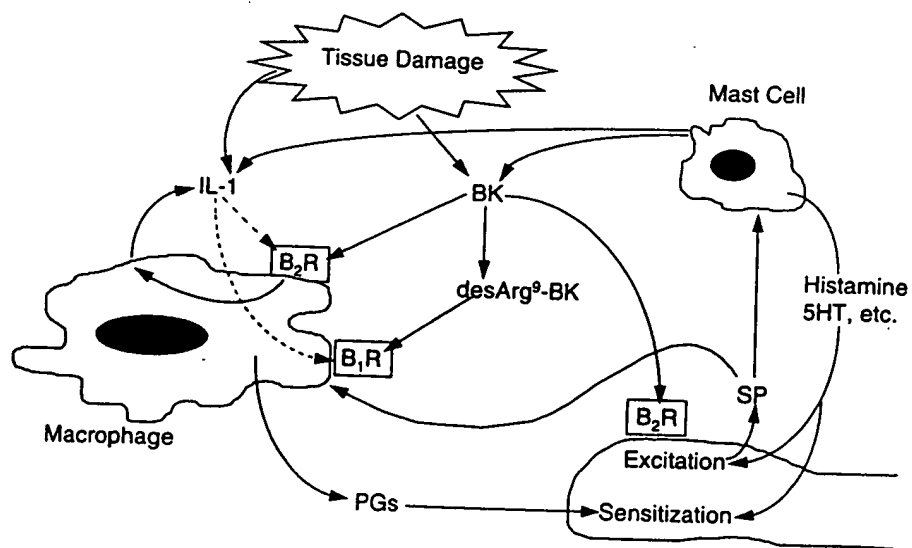 Tissue Damage
Mast Cell
IL-1
BK
B₂R
desArg⁹-BK
Histamine
5HT, etc.
B₁R
SP
B₂R
Macrophage
Excitation
PGs
Sensitization